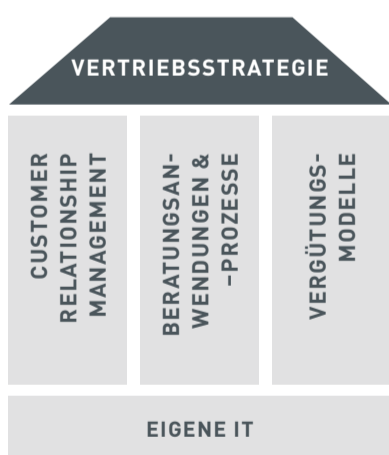 VERTRIEBSSTRATEGIE
CUSTOMER
RELATIONSHIP
MANAGEMENT
BERATUNGSAN-
WENDUNGEN &
–PROZESSE
VERGÜTUNGS-
MODELLE
EIGENE IT